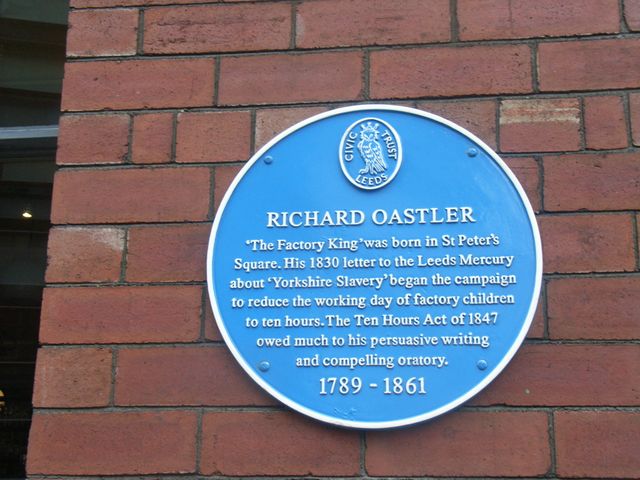 CIVIC TRUST
LEEDS
RICHARD OASTLER
'The Factory King' was born in St Peter's
Square. His 1830 letter to the Leeds Mercury
about 'Yorkshire Slavery' began the campaign
to reduce the working day of factory children
to ten hours. The Ten Hours Act of 1847
owed much to his persuasive writing
and compelling oratory.
1789 - 1861